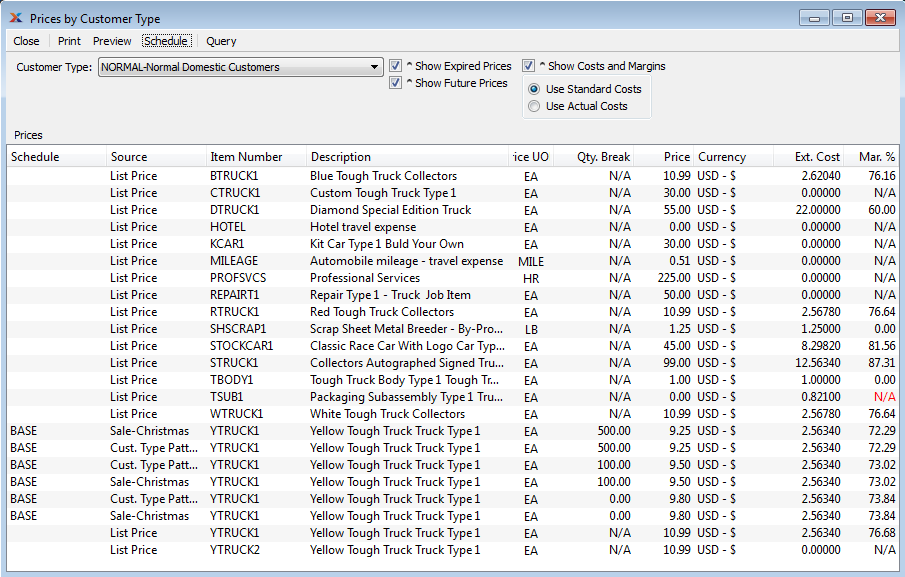 Prices by Customer Type
Close Print Preview Schedule Query
Customer Type: NORMAL-Normal Domestic Customers ^ Show Expired Prices ^ Show Costs and Margins
^ Show Future Prices Use Standard Costs
Use Actual Costs
Prices
Schedule Source Item Number Description ice UO Qty. Break Price Currency Ext. Cost Mar. %
List Price BTRUCK1 Blue Tough Truck Collectors EA N/A 10.99 USD - $ 2.62040 76.16
List Price CTRUCK1 Custom Tough Truck Type 1 EA N/A 30.00 USD - $ 0.00000 N/A
List Price DTRUCK1 Diamond Special Edition Truck EA N/A 55.00 USD - $ 22.00000 60.00
List Price HOTEL Hotel travel expense EA N/A 0.00 USD - $ 0.00000 N/A
List Price KCAR1 Kit Car Type 1 Buld Your Own EA N/A 30.00 USD - $ 0.00000 N/A
List Price MILEAGE Automobile mileage - travel expense MILE N/A 0.51 USD - $ 0.00000 N/A
List Price PROFSVCS Professional Services HR N/A 225.00 USD - $ 0.00000 N/A
List Price REPAIRT1 Repair Type 1 - Truck Job Item EA N/A 50.00 USD - $ 0.00000 N/A
List Price RTRUCK1 Red Tough Truck Collectors EA N/A 10.99 USD - $ 2.56780 76.64
List Price SHSCRAP1 Scrap Sheet Metal Breeder - By-Pro... LB N/A 1.25 USD - $ 1.25000 0.00
List Price STOCKCAR1 Classic Race Car With Logo Car Typ... EA N/A 45.00 USD - $ 8.29820 81.56
List Price STRUCK1 Collectors Autographed Signed Tru... EA N/A 99.00 USD - $ 12.56340 87.31
List Price TBODY1 Tough Truck Body Type 1 Tough Tr... EA N/A 1.00 USD - $ 1.00000 0.00
List Price TSUB1 Packaging Subassembly Type 1 Tru... EA N/A 0.00 USD - $ 0.82100 N/A
List Price WTRUCK1 White Tough Truck Collectors EA N/A 10.99 USD - $ 2.56780 76.64
BASE Sale-Christmas YTRUCK1 Yellow Tough Truck Truck Type 1 EA 500.00 9.25 USD - $ 2.56340 72.29
BASE Cust. Type Patt... YTRUCK1 Yellow Tough Truck Truck Type 1 EA 500.00 9.25 USD - $ 2.56340 72.29
BASE Cust. Type Patt... YTRUCK1 Yellow Tough Truck Truck Type 1 EA 100.00 9.50 USD - $ 2.56340 73.02
BASE Sale-Christmas YTRUCK1 Yellow Tough Truck Truck Type 1 EA 100.00 9.50 USD - $ 2.56340 73.02
BASE Cust. Type Patt... YTRUCK1 Yellow Tough Truck Truck Type 1 EA 0.00 9.80 USD - $ 2.56340 73.84
BASE Sale-Christmas YTRUCK1 Yellow Tough Truck Truck Type 1 EA 0.00 9.80 USD - $ 2.56340 73.84
List Price YTRUCK1 Yellow Tough Truck Truck Type 1 EA N/A 10.99 USD - $ 2.56340 76.68
List Price YTRUCK2 Yellow Tough Truck Truck Type 1 EA N/A 10.99 USD - $ 0.00000 N/A